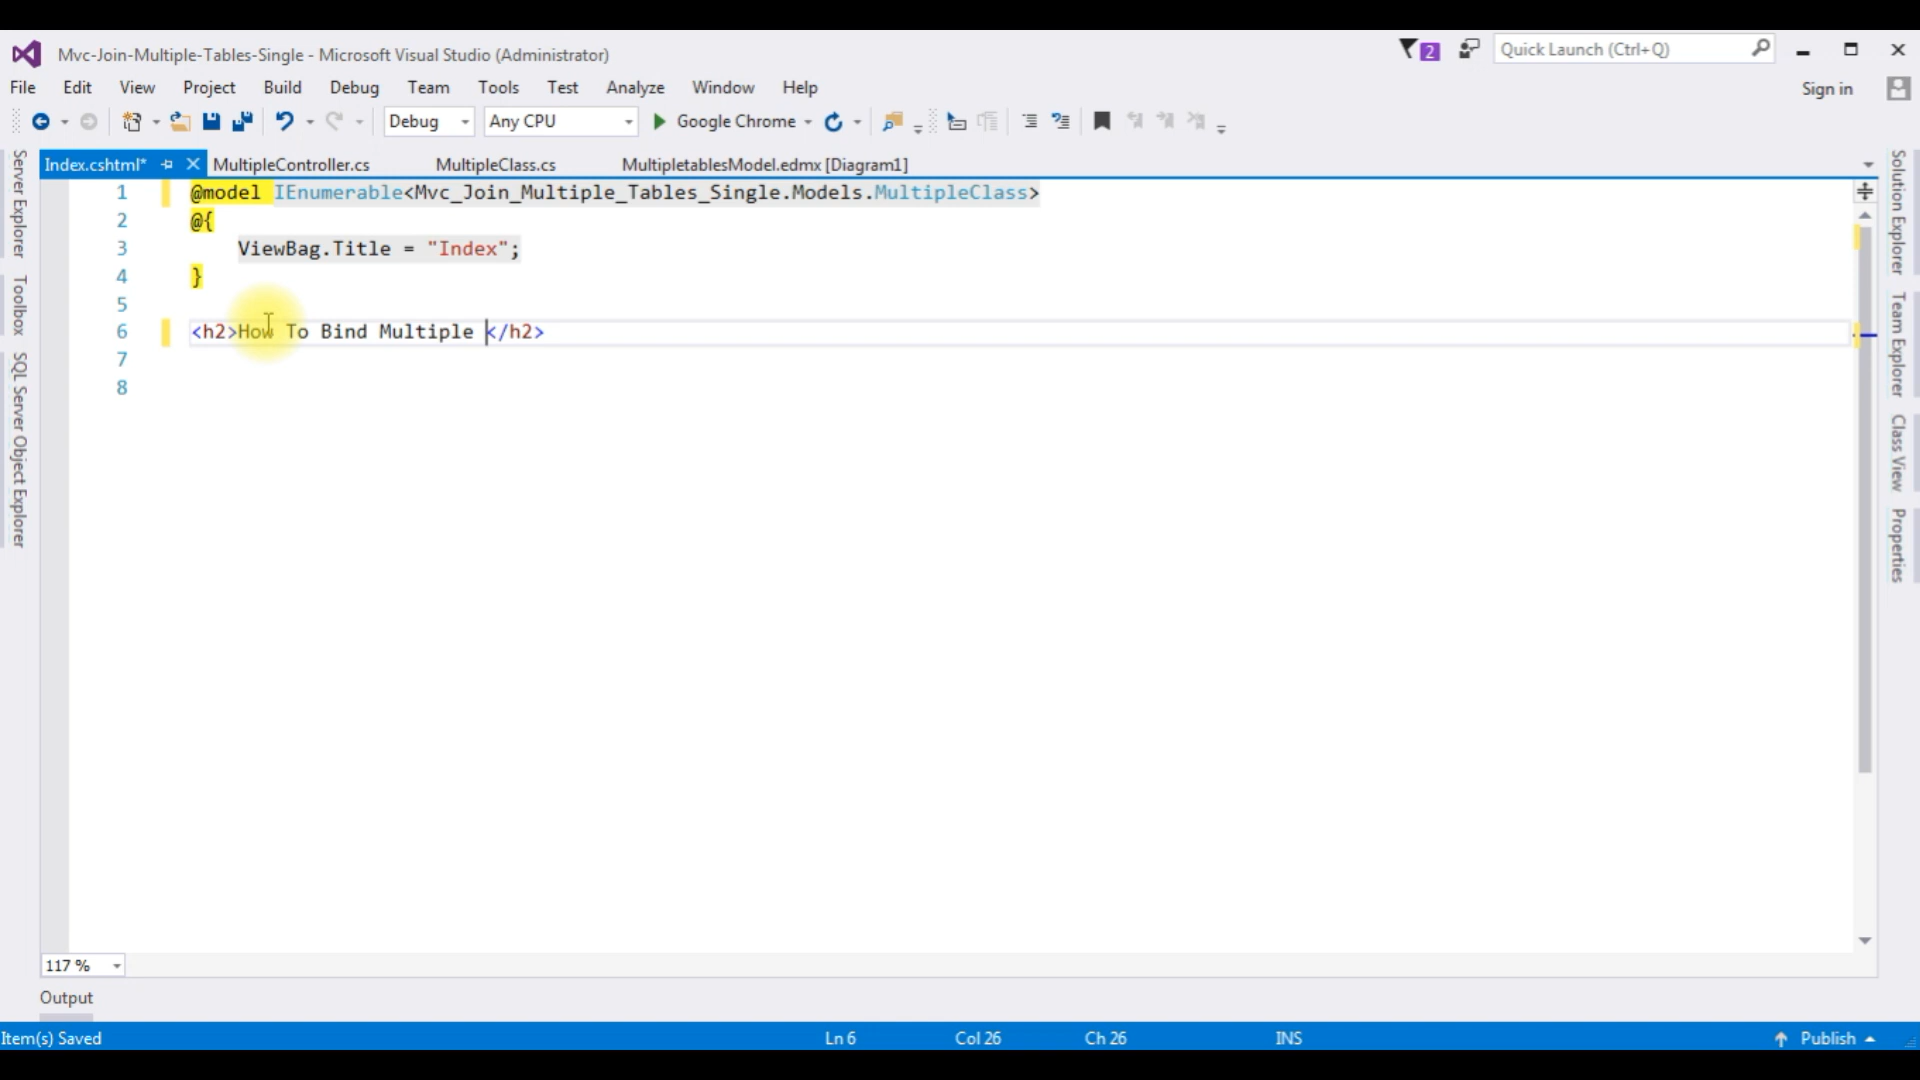 Mvc-Join-Multiple-Tables-Single - Microsoft Visual Studio (Administrator)
2
Quick Launch (Ctrl+Q)
File Edit View Project Build Debug Team Tools Test Analyze Window Help
Sign in
Debug Any CPU Google Chrome
Index.cshtml* MultipleController.cs MultipleClass.cs MultipletablesModel.edmx [Diagram1]
1 @model IEnumerable<Mvc_Join_Multiple_Tables_Single.Models.MultipleClass>
2 @{
3 ViewBag.Title = "Index";
4 }
5
6 <h2>How To Bind Multiple </h2>
7
8
Server Explorer
Toolbox
SQL Server Object Explorer
Solution Explorer
Team Explorer
Class View
Properties
117 %
Output
Item(s) Saved Ln 6 Col 26 Ch 26 INS Publish